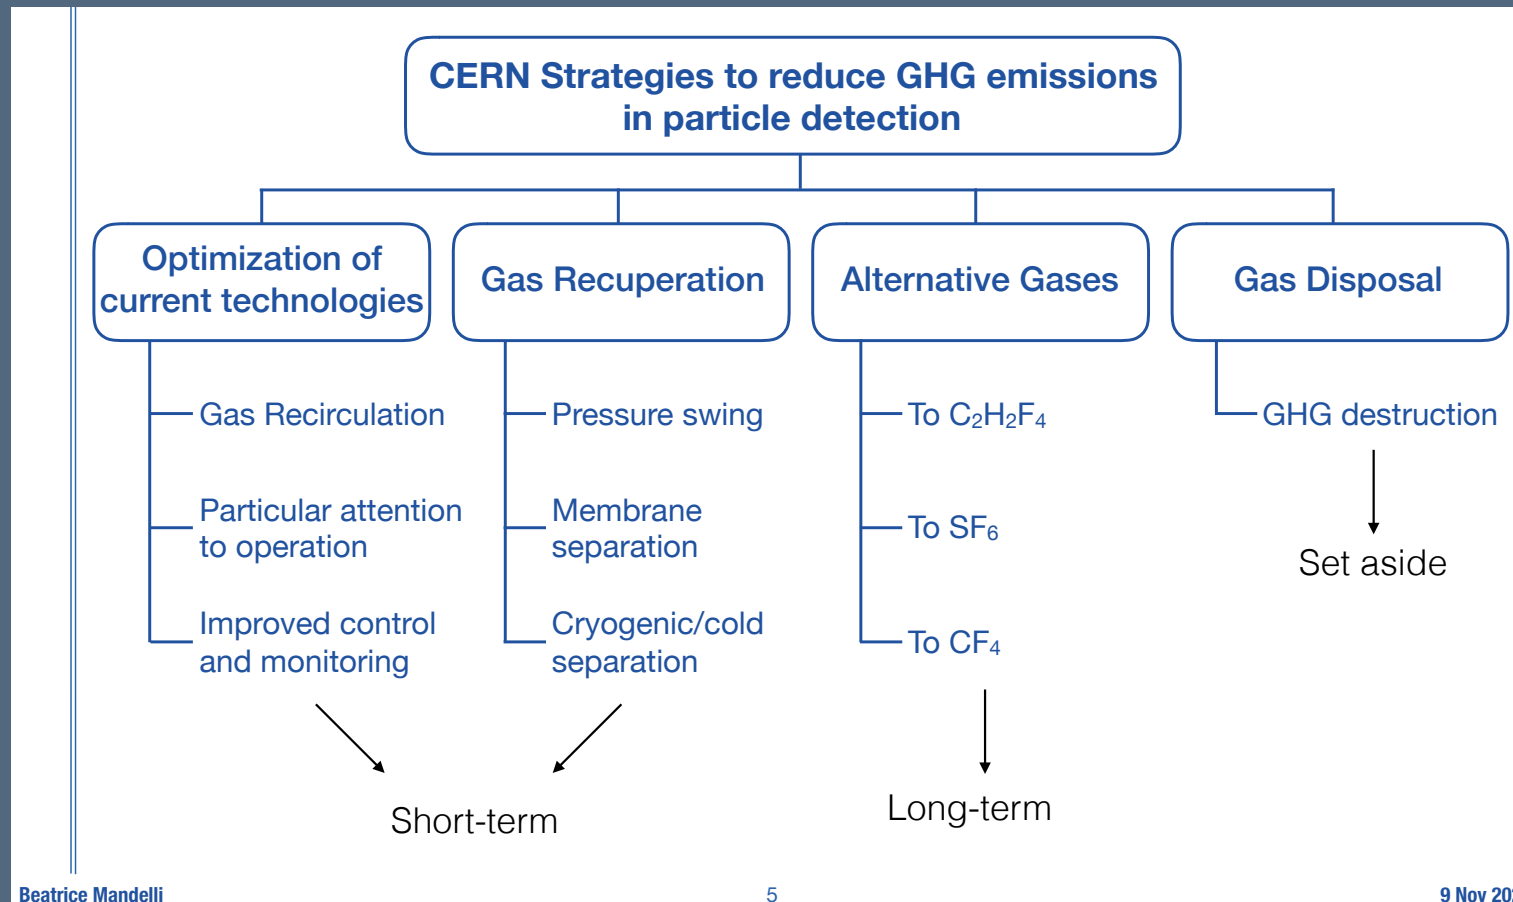 CERN Strategies to reduce GHG emissions
in particle detection
Optimization of
current technologies
Gas Recuperation
Alternative Gases
Gas Disposal
Gas Recirculation
Particular attention
to operation
Improved control
and monitoring
Pressure swing
Membrane
separation
Cryogenic/cold
separation
To C₂H₂F₄
To SF₆
To CF₄
GHG destruction
Set aside
Short-term
Long-term
Beatrice Mandelli
5
9 Nov